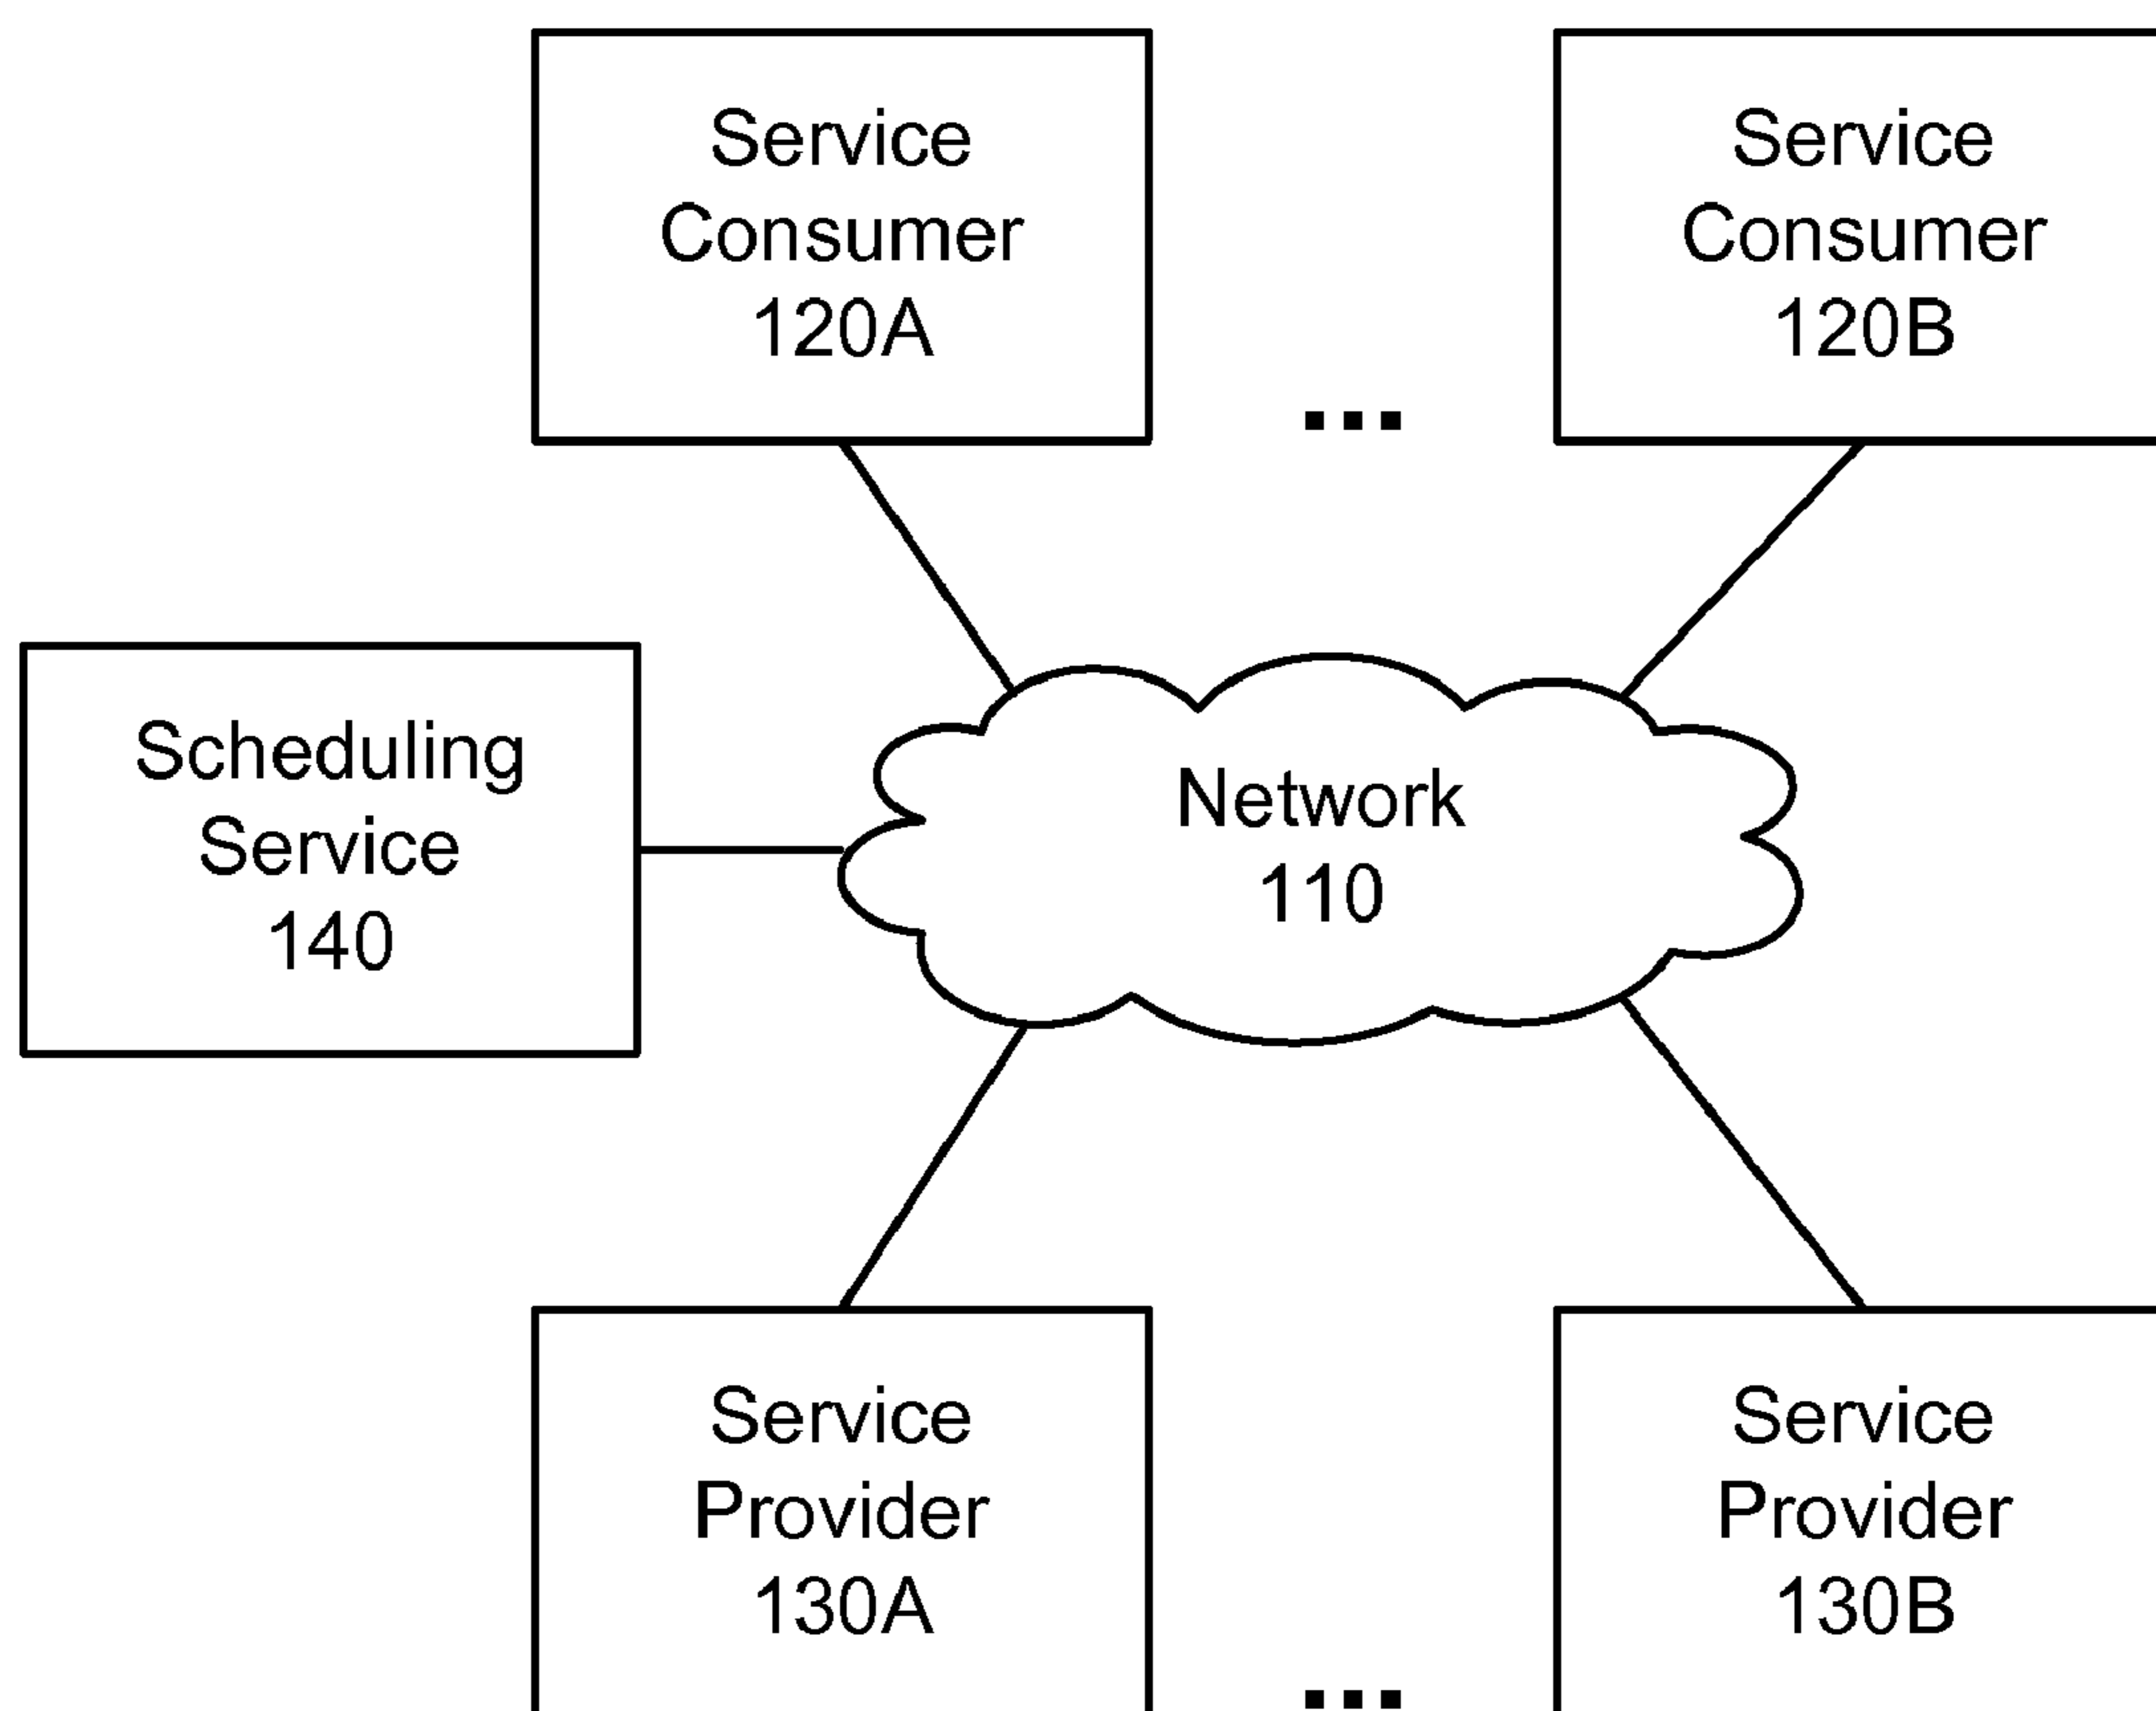 Service
Consumer
120A
Service
Consumer
120B
...
Scheduling
Service
140
Network
110
Service
Provider
130A
Service
Provider
130B
...